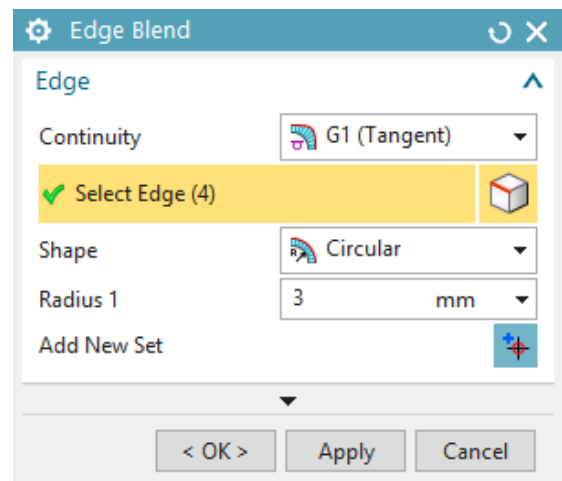 Edge Blend
Edge
Continuity G1 (Tangent)
Select Edge (4)
Shape Circular
Radius 1 3 mm
Add New Set
< OK > Apply Cancel